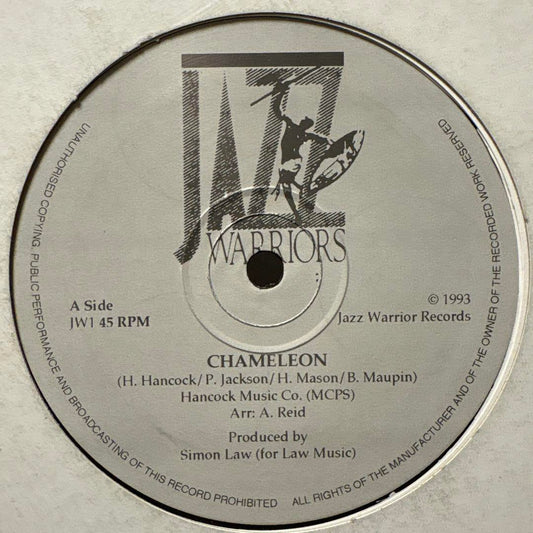 JAZZ
WARRIORS
A Side
JW1 45 RPM
© 1993
Jazz Warrior Records
CHAMELEON
(H. Hancock/P. Jackson/H. Mason/B. Maupin)
Hancock Music Co. (MCPS)
Arr: A. Reid
Produced by
Simon Law (for Law Music)
UNAUTHORISED COPYING, PUBLIC PERFORMANCE AND BROADCASTING OF THIS RECORD PROHIBITED ALL RIGHTS OF THE MANUFACTURER AND OF THE OWNER OF THE RECORDED WORK RESERVED